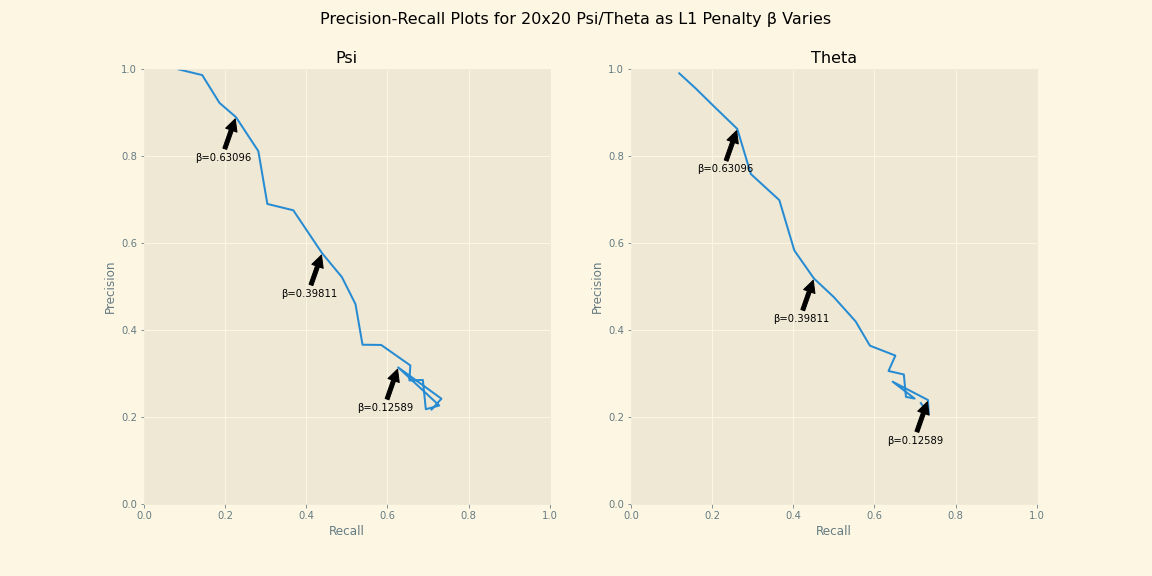 Precision-Recall Plots for 20x20 Psi/Theta as L1 Penalty β Varies
Psi
1.0
0.8
0.6
0.4
0.2
0.0
Precision
β=0.63096
β=0.39811
β=0.12589
0.0 0.2 0.4 0.6 0.8 1.0
Recall
Theta
1.0
0.8
0.6
0.4
0.2
0.0
Precision
β=0.63096
β=0.39811
β=0.12589
0.0 0.2 0.4 0.6 0.8 1.0
Recall